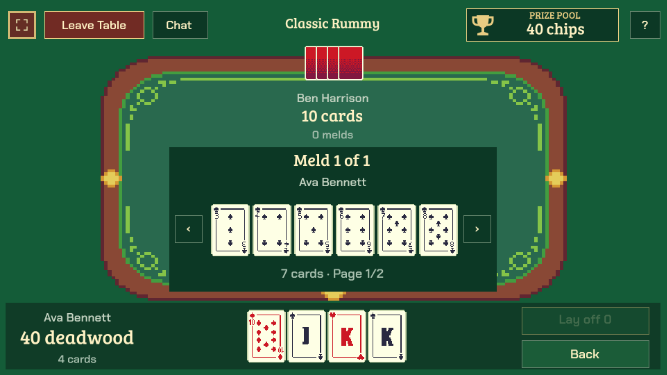 Leave Table
Chat
Classic Rummy
PRIZE POOL
40 chips
?
Ben Harrison
10 cards
0 melds
Meld 1 of 1
Ava Bennett
‹
›
7 cards · Page 1/2
Ava Bennett
40 deadwood
4 cards
10 J K K
Lay off 0
Back